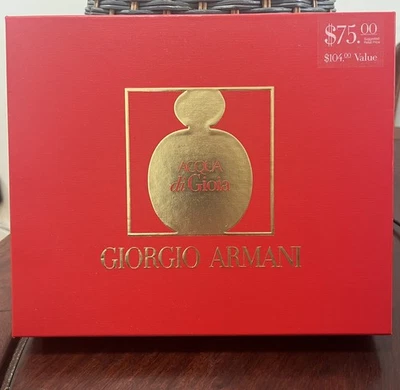 $75.00
$104.00 Value
ACQUA
di Gioia
GIORGIO ARMANI